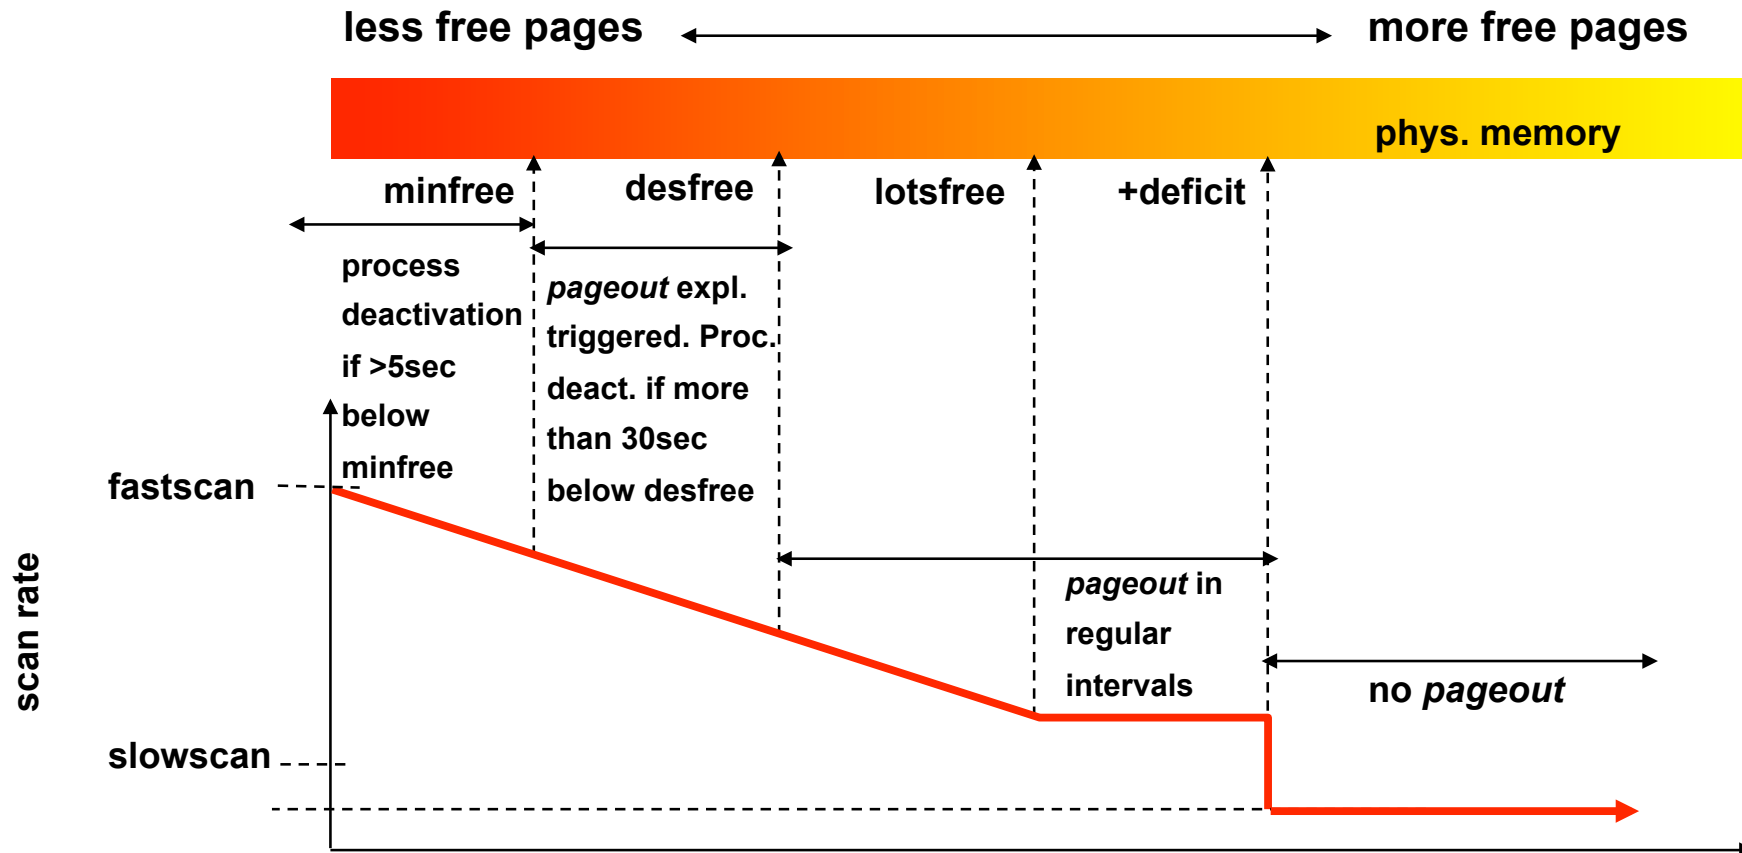 less free pages
more free pages
phys. memory
minfree
desfree
lotsfree
+deficit
process
deactivation
if >5sec
below
minfree
pageout expl.
triggered. Proc.
deact. if more
than 30sec
below desfree
fastscan
scan rate
pageout in
regular
intervals
no pageout
slowscan